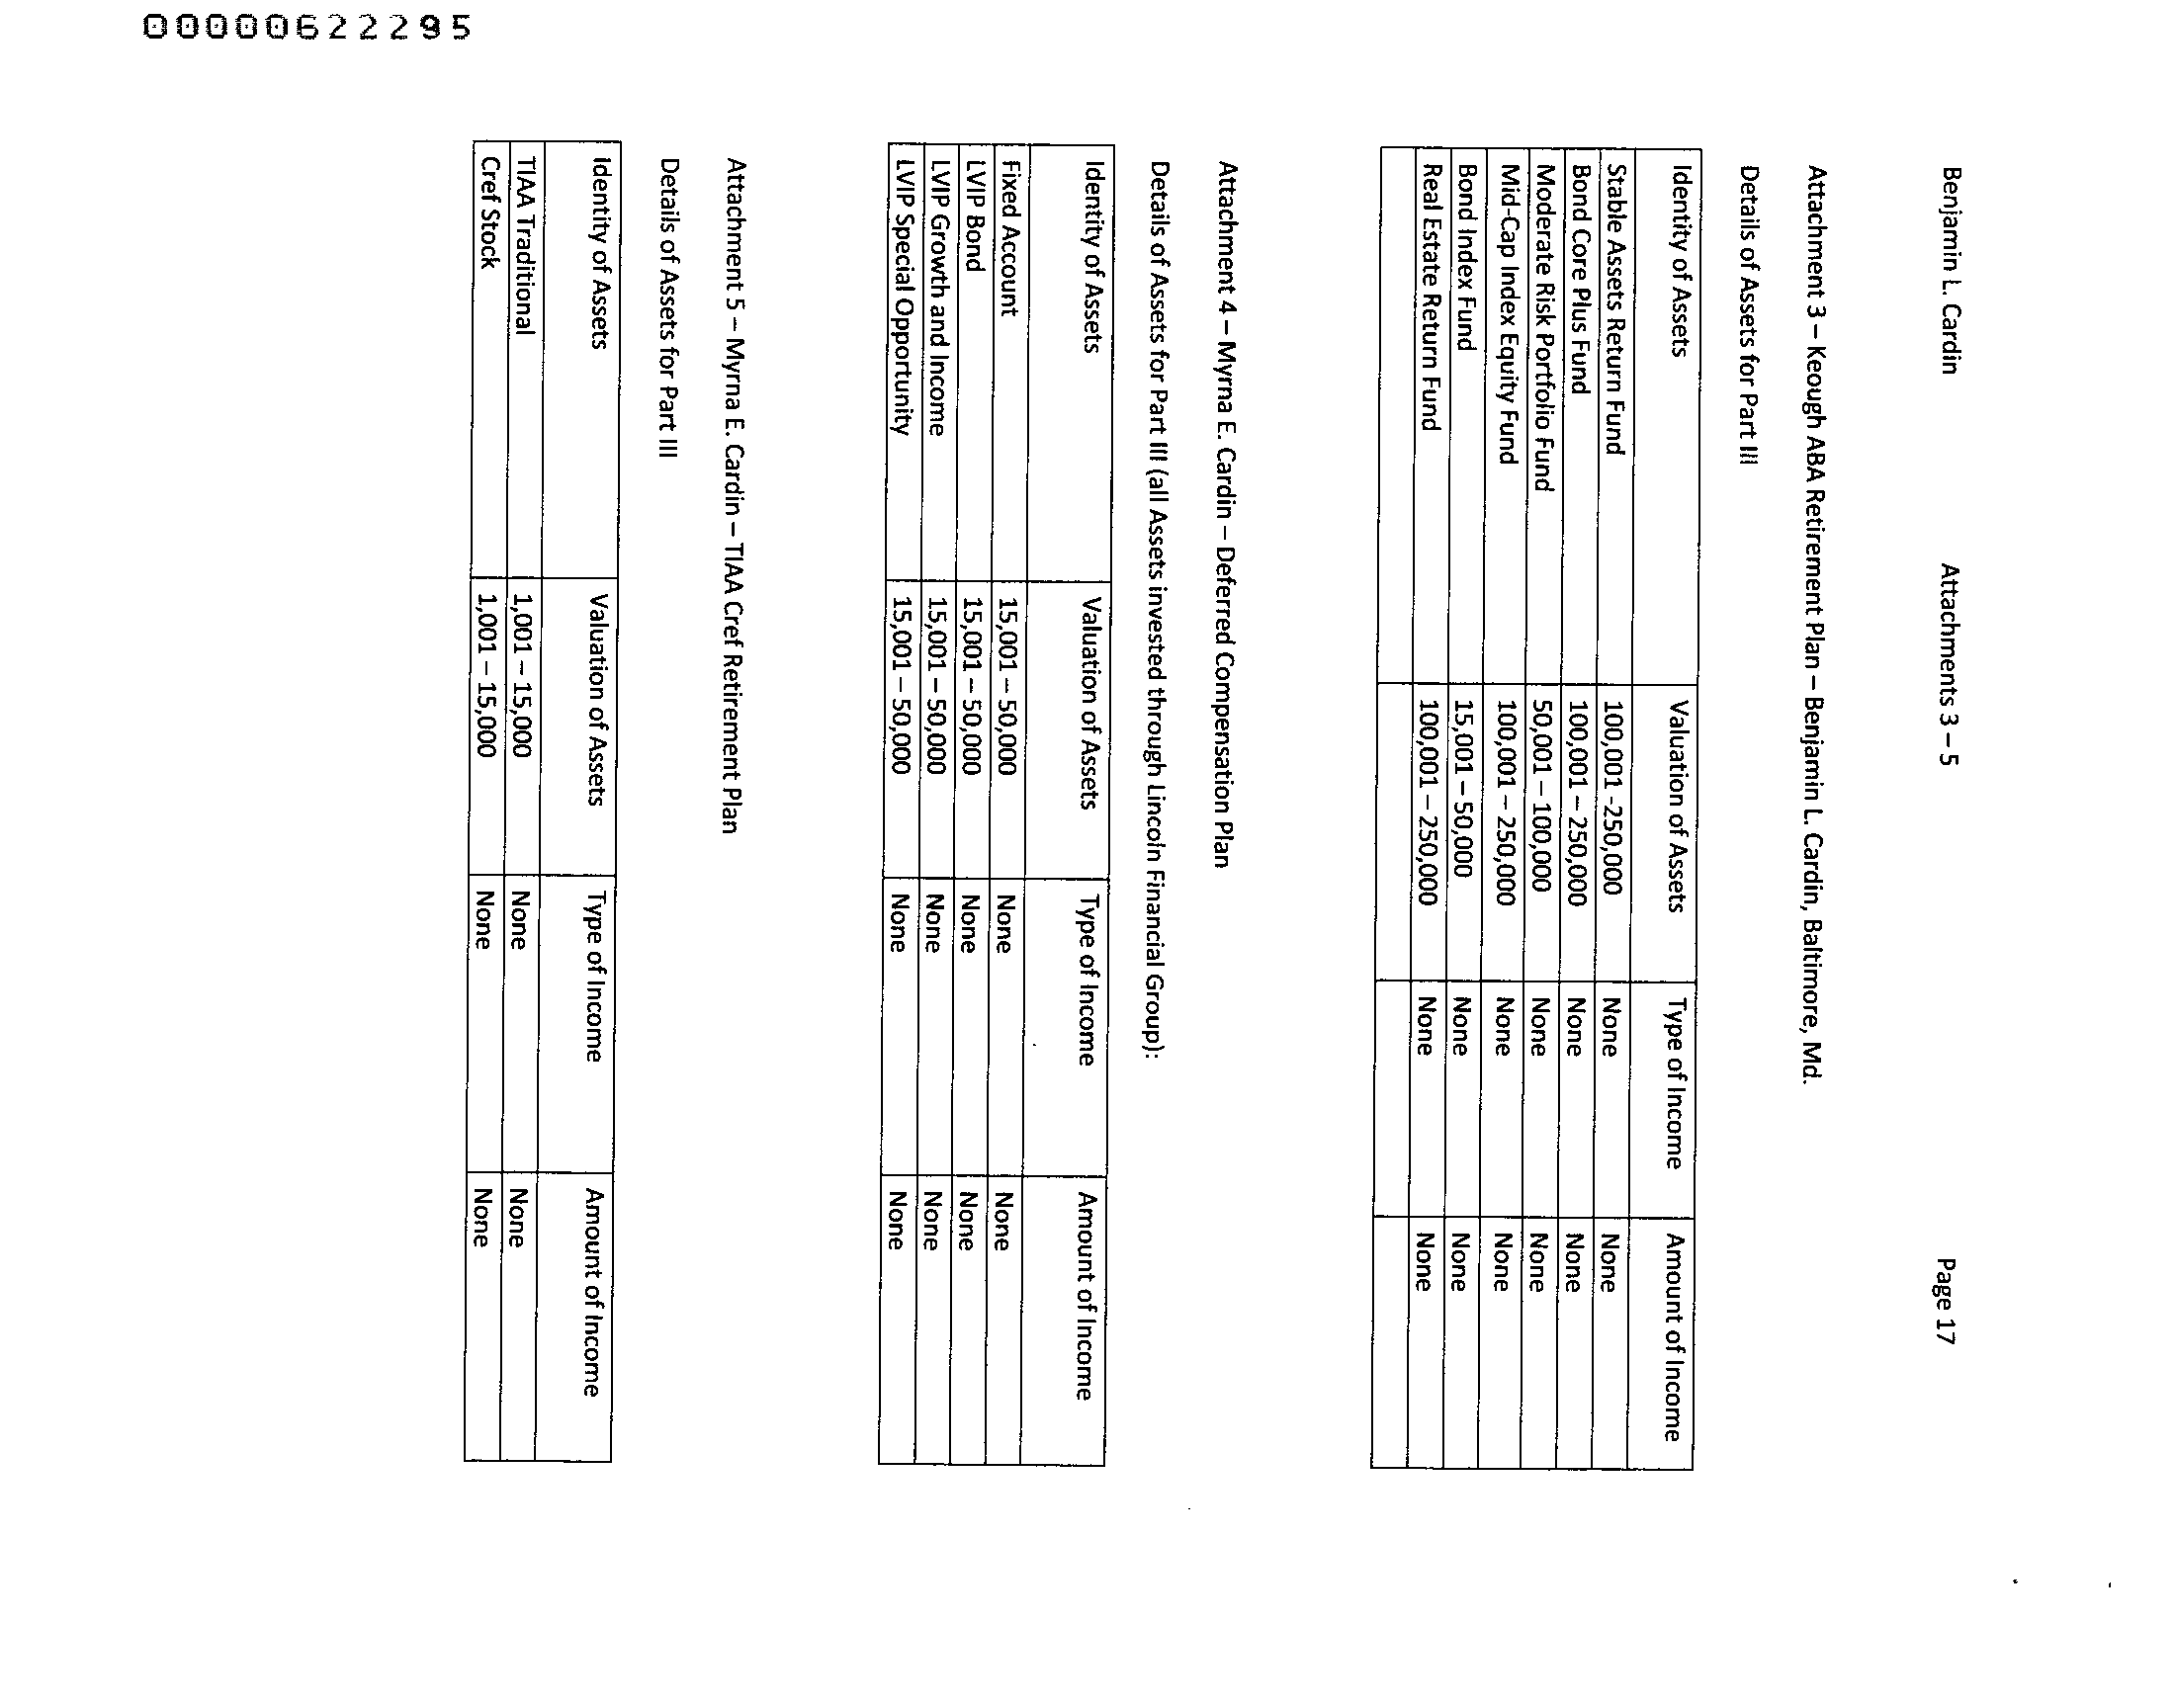 Benjamin L. Cardin Attachments 3 – 5 Page 17
Attachment 3 – Keough ABA Retirement Plan – Benjamin L. Cardin, Baltimore, Md.
Details of Assets for Part III
Identity of Assets Valuation of Assets Type of Income Amount of Income
Stable Assets Return Fund 100,001 -250,000 None None
Bond Core Plus Fund 100,001 – 250,000 None None
Moderate Risk Portfolio Fund 50,001 – 100,000 None None
Mid-Cap Index Equity Fund 100,001 – 250,000 None None
Bond Index Fund 15,001 – 50,000 None None
Real Estate Return Fund 100,001 – 250,000 None None
Attachment 4 – Myrna E. Cardin – Deferred Compensation Plan
Details of Assets for Part III (all Assets invested through Lincoln Financial Group):
Identity of Assets Valuation of Assets Type of Income Amount of Income
Fixed Account 15,001 – 50,000 None None
LVIP Bond 15,001 – 50,000 None None
LVIP Growth and Income 15,001 – 50,000 None None
LVIP Special Opportunity 15,001 – 50,000 None None
Attachment 5 – Myrna E. Cardin – TIAA Cref Retirement Plan
Details of Assets for Part III
Identity of Assets Valuation of Assets Type of Income Amount of Income
TIAA Traditional 1,001 – 15,000 None None
Cref Stock 1,001 – 15,000 None None
00000622295